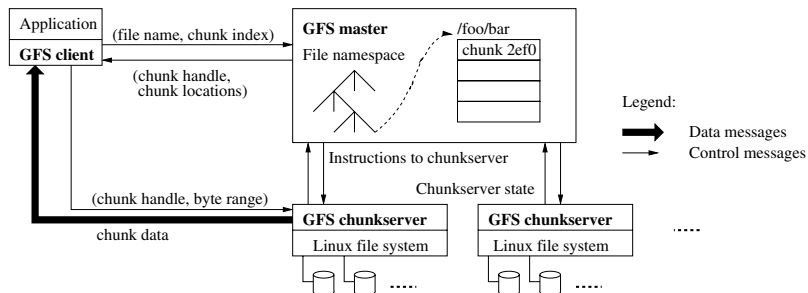 Application
GFS client
(file name, chunk index)
(chunk handle,
chunk locations)
GFS master
File namespace
/foo/bar
chunk 2ef0
Legend:
Data messages
Control messages
Instructions to chunkserver
Chunkserver state
(chunk handle, byte range)
chunk data
GFS chunkserver
Linux file system
GFS chunkserver
Linux file system